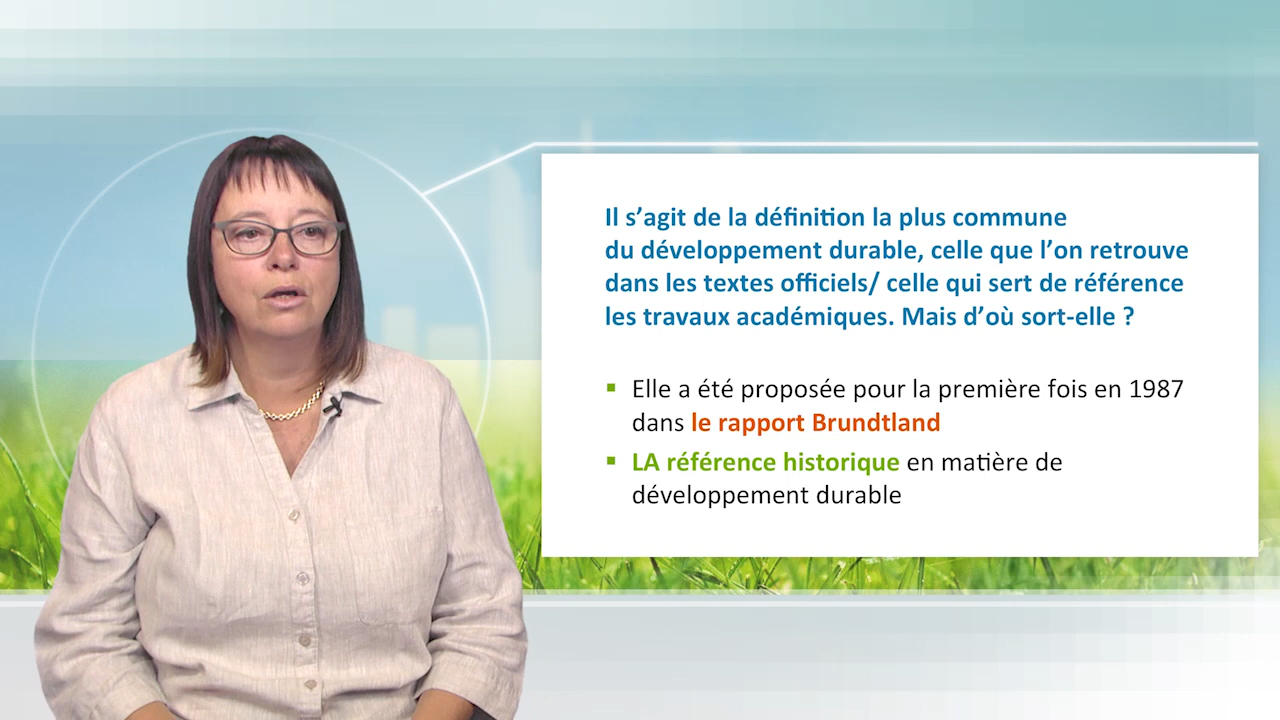 Il s’agit de la définition la plus commune
du développement durable, celle que l’on retrouve
dans les textes officiels/ celle qui sert de référence
les travaux académiques. Mais d’où sort-elle ?
▪ Elle a été proposée pour la première fois en 1987
dans le rapport Brundtland
▪ LA référence historique en matière de
développement durable